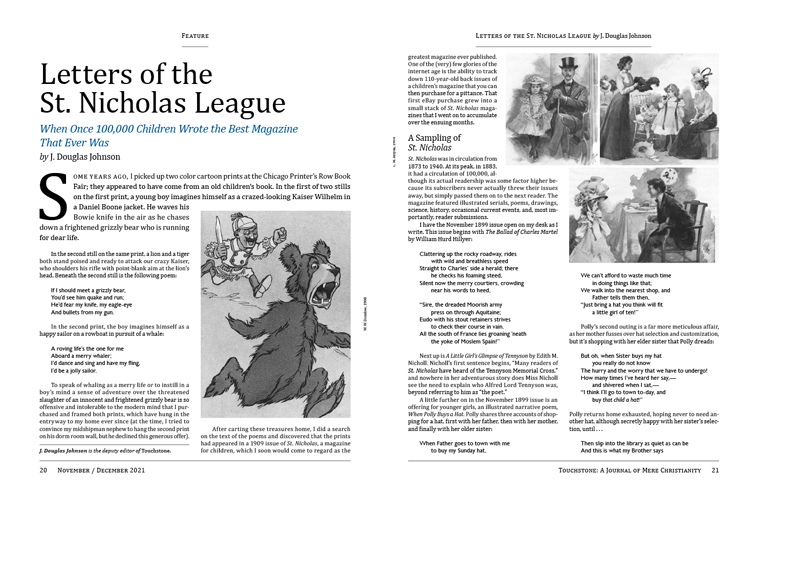 FEATURE
Letters of the
St. Nicholas League
When Once 100,000 Children Wrote the Best Magazine
That Ever Was
by J. Douglas Johnson
SOME YEARS AGO, I picked up two color cartoon prints at the Chicago Printer's Row Book
Fair; they appeared to have come from an old children's book. In the first of two stills
on the first print, a young boy imagines himself as a crazed-looking Kaiser Wilhelm in
a Daniel Boone jacket. He waves his
Bowie knife in the air as he chases
down a frightened grizzly bear who is running
for dear life.
In the second still on the same print, a lion and a tiger
both stand poised and ready to attack our crazy Kaiser,
who shoulders his rifle with point-blank aim at the lion's
head. Beneath the second still is the following poem:
If I should meet a grizzly bear;
You'd see him quake and run;
He'd fear my knife, my eagle-eye
And bullets from my gun.
In the second print, the boy imagines himself as a
happy sailor on a rowboat in pursuit of a whale:
A roving life's the one for me
Aboard a merry whaler;
I'd dance and sing and have my fling,
I'd be a jolly sailor.
To speak of whaling as a merry life or to instill in a
boy's mind a sense of adventure over the threatened
slaughter of an innocent and frightened grizzly bear is so
offensive and intolerable to the modern mind that I pur-
chased and framed both prints, which have hung in the
entryway to my home ever since (at the time, I tried to
convince my midshipman nephew to hang the second print
on his dorm room wall, but he declined this generous offer).
J. Douglas Johnson is the deputy editor of Touchstone.
After carting these treasures home, I did a search
on the text of the poems and discovered that the prints
had appeared in a 1909 issue of St. Nicholas, a magazine
for children, which I soon would come to regard as the
20 NOVEMBER / DECEMBER 2021
LETTERS OF THE ST. NICHOLAS LEAGUE by J. Douglas Johnson
greatest magazine ever published.
One of the (very) few glories of the
internet age is the ability to track
down 110-year-old back issues of
a children's magazine that you can
then purchase for a pittance. That
first eBay purchase grew into a
small stack of St. Nicholas maga-
zines that I went on to accumulate
over the ensuing months.
A Sampling of
St. Nicholas
St. Nicholas was in circulation from
1873 to 1940. At its peak, in 1883,
it had a circulation of 100,000, al-
though its actual readership was some factor higher be-
cause its subscribers never actually threw their issues
away, but simply passed them on to the next reader. The
magazine featured illustrated serials, poems, drawings,
science, history, occasional current events, and, most im-
portantly, reader submissions.
I have the November 1899 issue open on my desk as I
write. This issue begins with The Ballad of Charles Martel
by William Hurd Hillyer:
Clattering up the rocky roadway, rides
with wild and breathless speed
Straight to Charles' side a herald; there
he checks his foaming steed,
Silent now the merry courtiers, crowding
near his words to heed,
"Sire, the dreaded Moorish army
press on through Aquitaine;
Eudo with his stout retainers strives
to check their course in vain.
All the south of France lies groaning 'neath
the yoke of Moslem Spain!"
Next up is A Little Girl's Glimpse of Tennyson by Edith M.
Nicholl. Nicholl's first sentence begins, "Many readers of
St. Nicholas have heard of the Tennyson Memorial Cross,"
and nowhere in her adventurous story does Miss Nicholl
see the need to explain who Alfred Lord Tennyson was,
beyond referring to him as "the poet."
A little further on in the November 1899 issue is an
offering for younger girls, an illustrated narrative poem,
When Polly Buys a Hat. Polly shares three accounts of shop-
ping for a hat, first with her father, then with her mother,
and finally with her older sister:
When Father goes to town with me
to buy my Sunday hat,
We can't afford to waste much time
in doing things like that;
We walk into the nearest shop, and
Father tells them then,
"Just bring a hat you think will fit
a little girl of ten!"
Polly's second outing is a far more meticulous affair,
as her mother fusses over hat selection and customization,
but it's shopping with her elder sister that Polly dreads:
But oh, when Sister buys my hat
you really do not know
The hurry and the worry that we have to undergo!
How many times I've heard her say,—
and shivered when I sat,—
"I think I'll go to town to-day, and
buy that child a hat!"
Polly returns home exhausted, hoping never to need an-
other hat, although secretly happy with her sister's selec-
tion, until . . .
Then slip into the library as quiet as can be
And this is what my Brother says
TOUCHSTONE: A JOURNAL OF MERE CHRISTIANITY 21